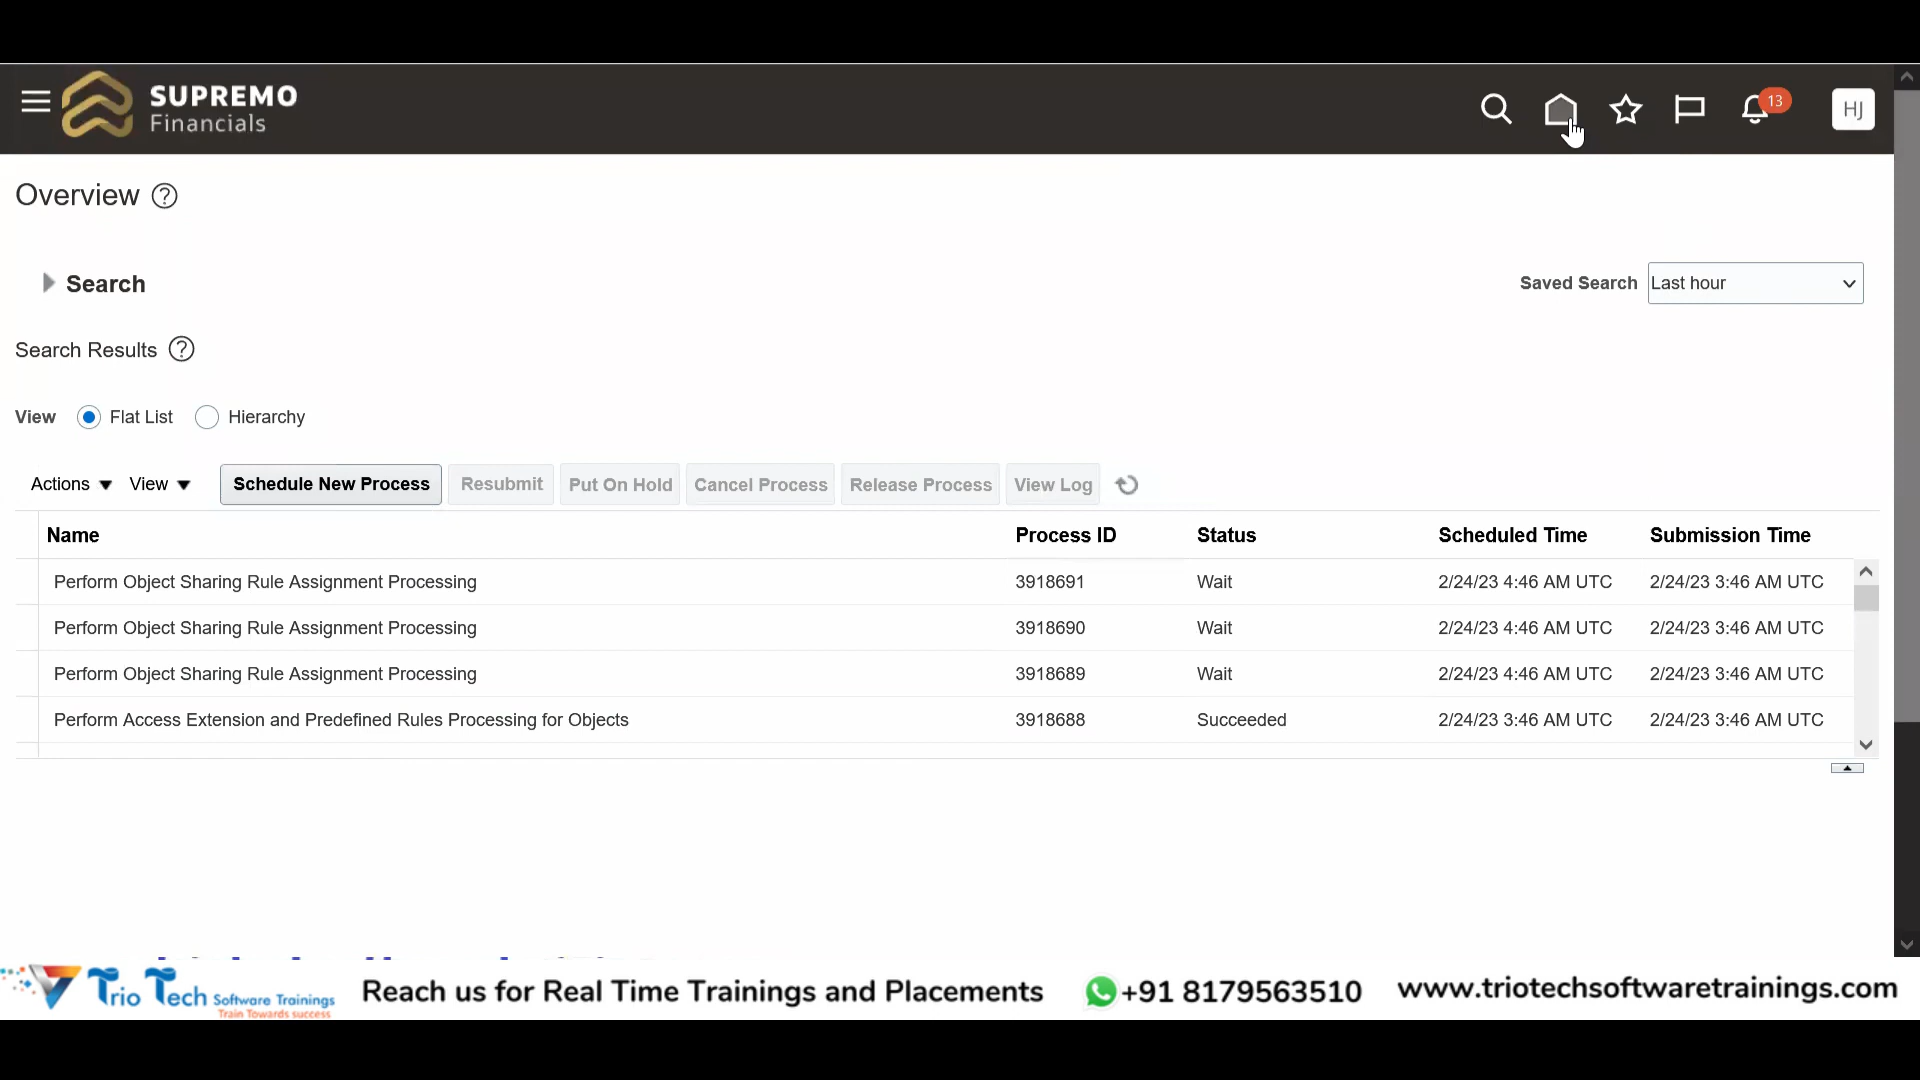 SUPREMO
Financials
13
HJ
Overview ?
Search
Saved Search Last hour
Search Results ?
View Flat List Hierarchy
Actions View Schedule New Process Resubmit Put On Hold Cancel Process Release Process View Log
Name Process ID Status Scheduled Time Submission Time
Perform Object Sharing Rule Assignment Processing 3918691 Wait 2/24/23 4:46 AM UTC 2/24/23 3:46 AM UTC
Perform Object Sharing Rule Assignment Processing 3918690 Wait 2/24/23 4:46 AM UTC 2/24/23 3:46 AM UTC
Perform Object Sharing Rule Assignment Processing 3918689 Wait 2/24/23 4:46 AM UTC 2/24/23 3:46 AM UTC
Perform Access Extension and Predefined Rules Processing for Objects 3918688 Succeeded 2/24/23 3:46 AM UTC 2/24/23 3:46 AM UTC
Trio Tech Software Trainings
Train Towards success
Reach us for Real Time Trainings and Placements +91 8179563510 www.triotechsoftwaretrainings.com